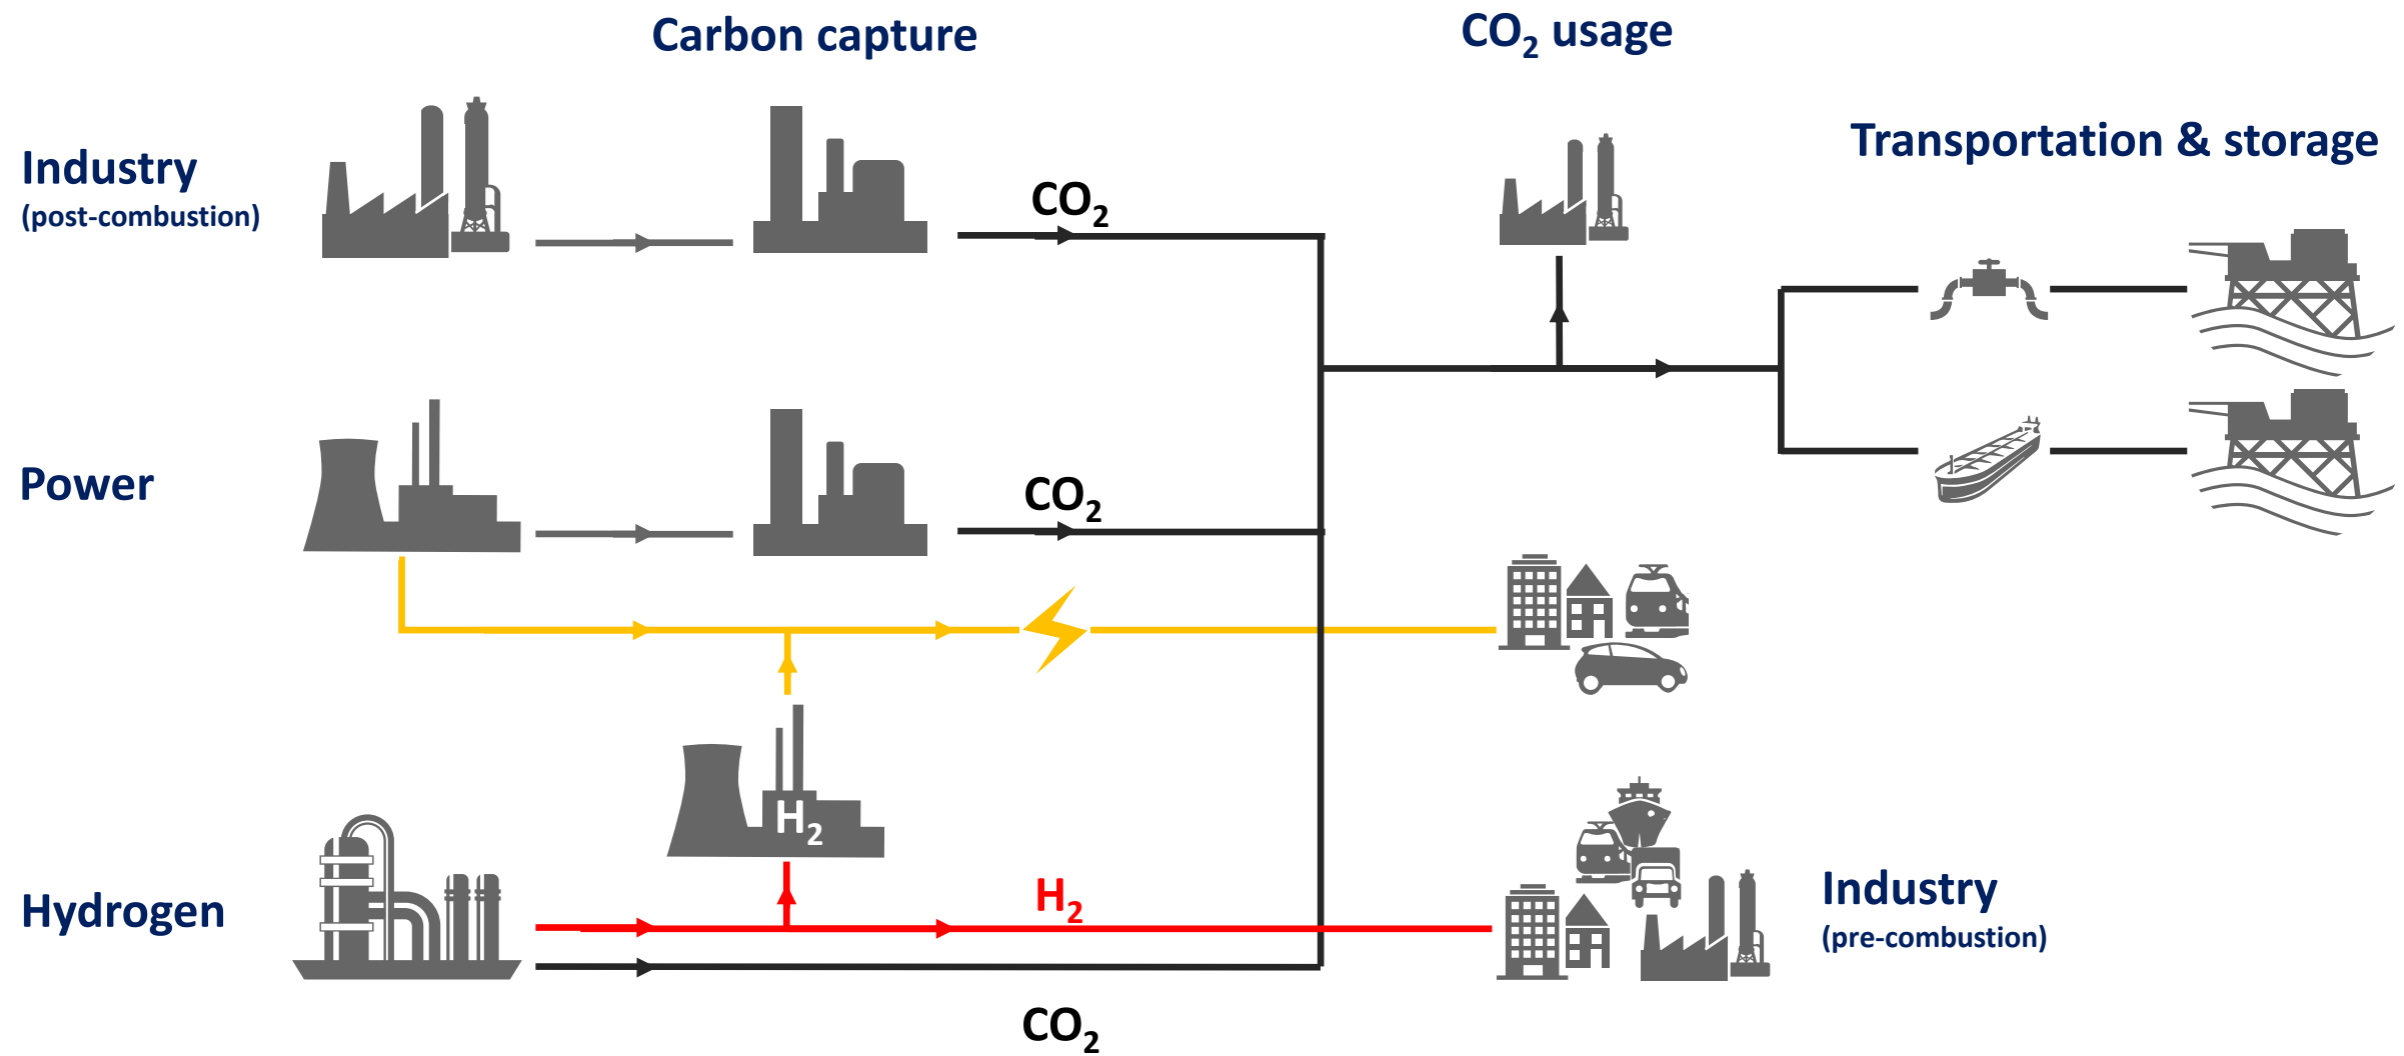 Carbon capture
CO₂ usage
Transportation & storage
Industry
(post-combustion)
CO₂
Power
CO₂
H₂
Hydrogen
H₂
Industry
(pre-combustion)
CO₂